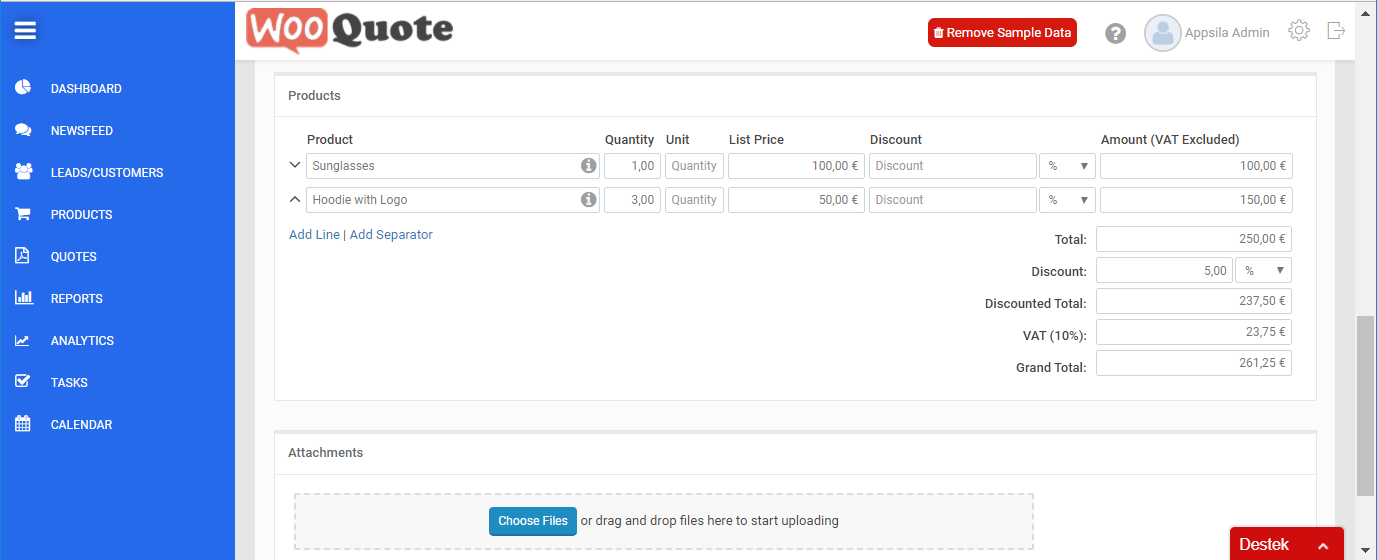 WOO Quote
Remove Sample Data
?
Appsila Admin
DASHBOARD
NEWSFEED
LEADS/CUSTOMERS
PRODUCTS
QUOTES
REPORTS
ANALYTICS
TASKS
CALENDAR
Products
Product Quantity Unit List Price Discount Amount (VAT Excluded)
Sunglasses 1,00 Quantity 100,00 € Discount % 100,00 €
Hoodie with Logo 3,00 Quantity 50,00 € Discount % 150,00 €
Add Line | Add Separator
Total: 250,00 €
Discount: 5,00 %
Discounted Total: 237,50 €
VAT (10%): 23,75 €
Grand Total: 261,25 €
Attachments
Choose Files or drag and drop files here to start uploading
Destek